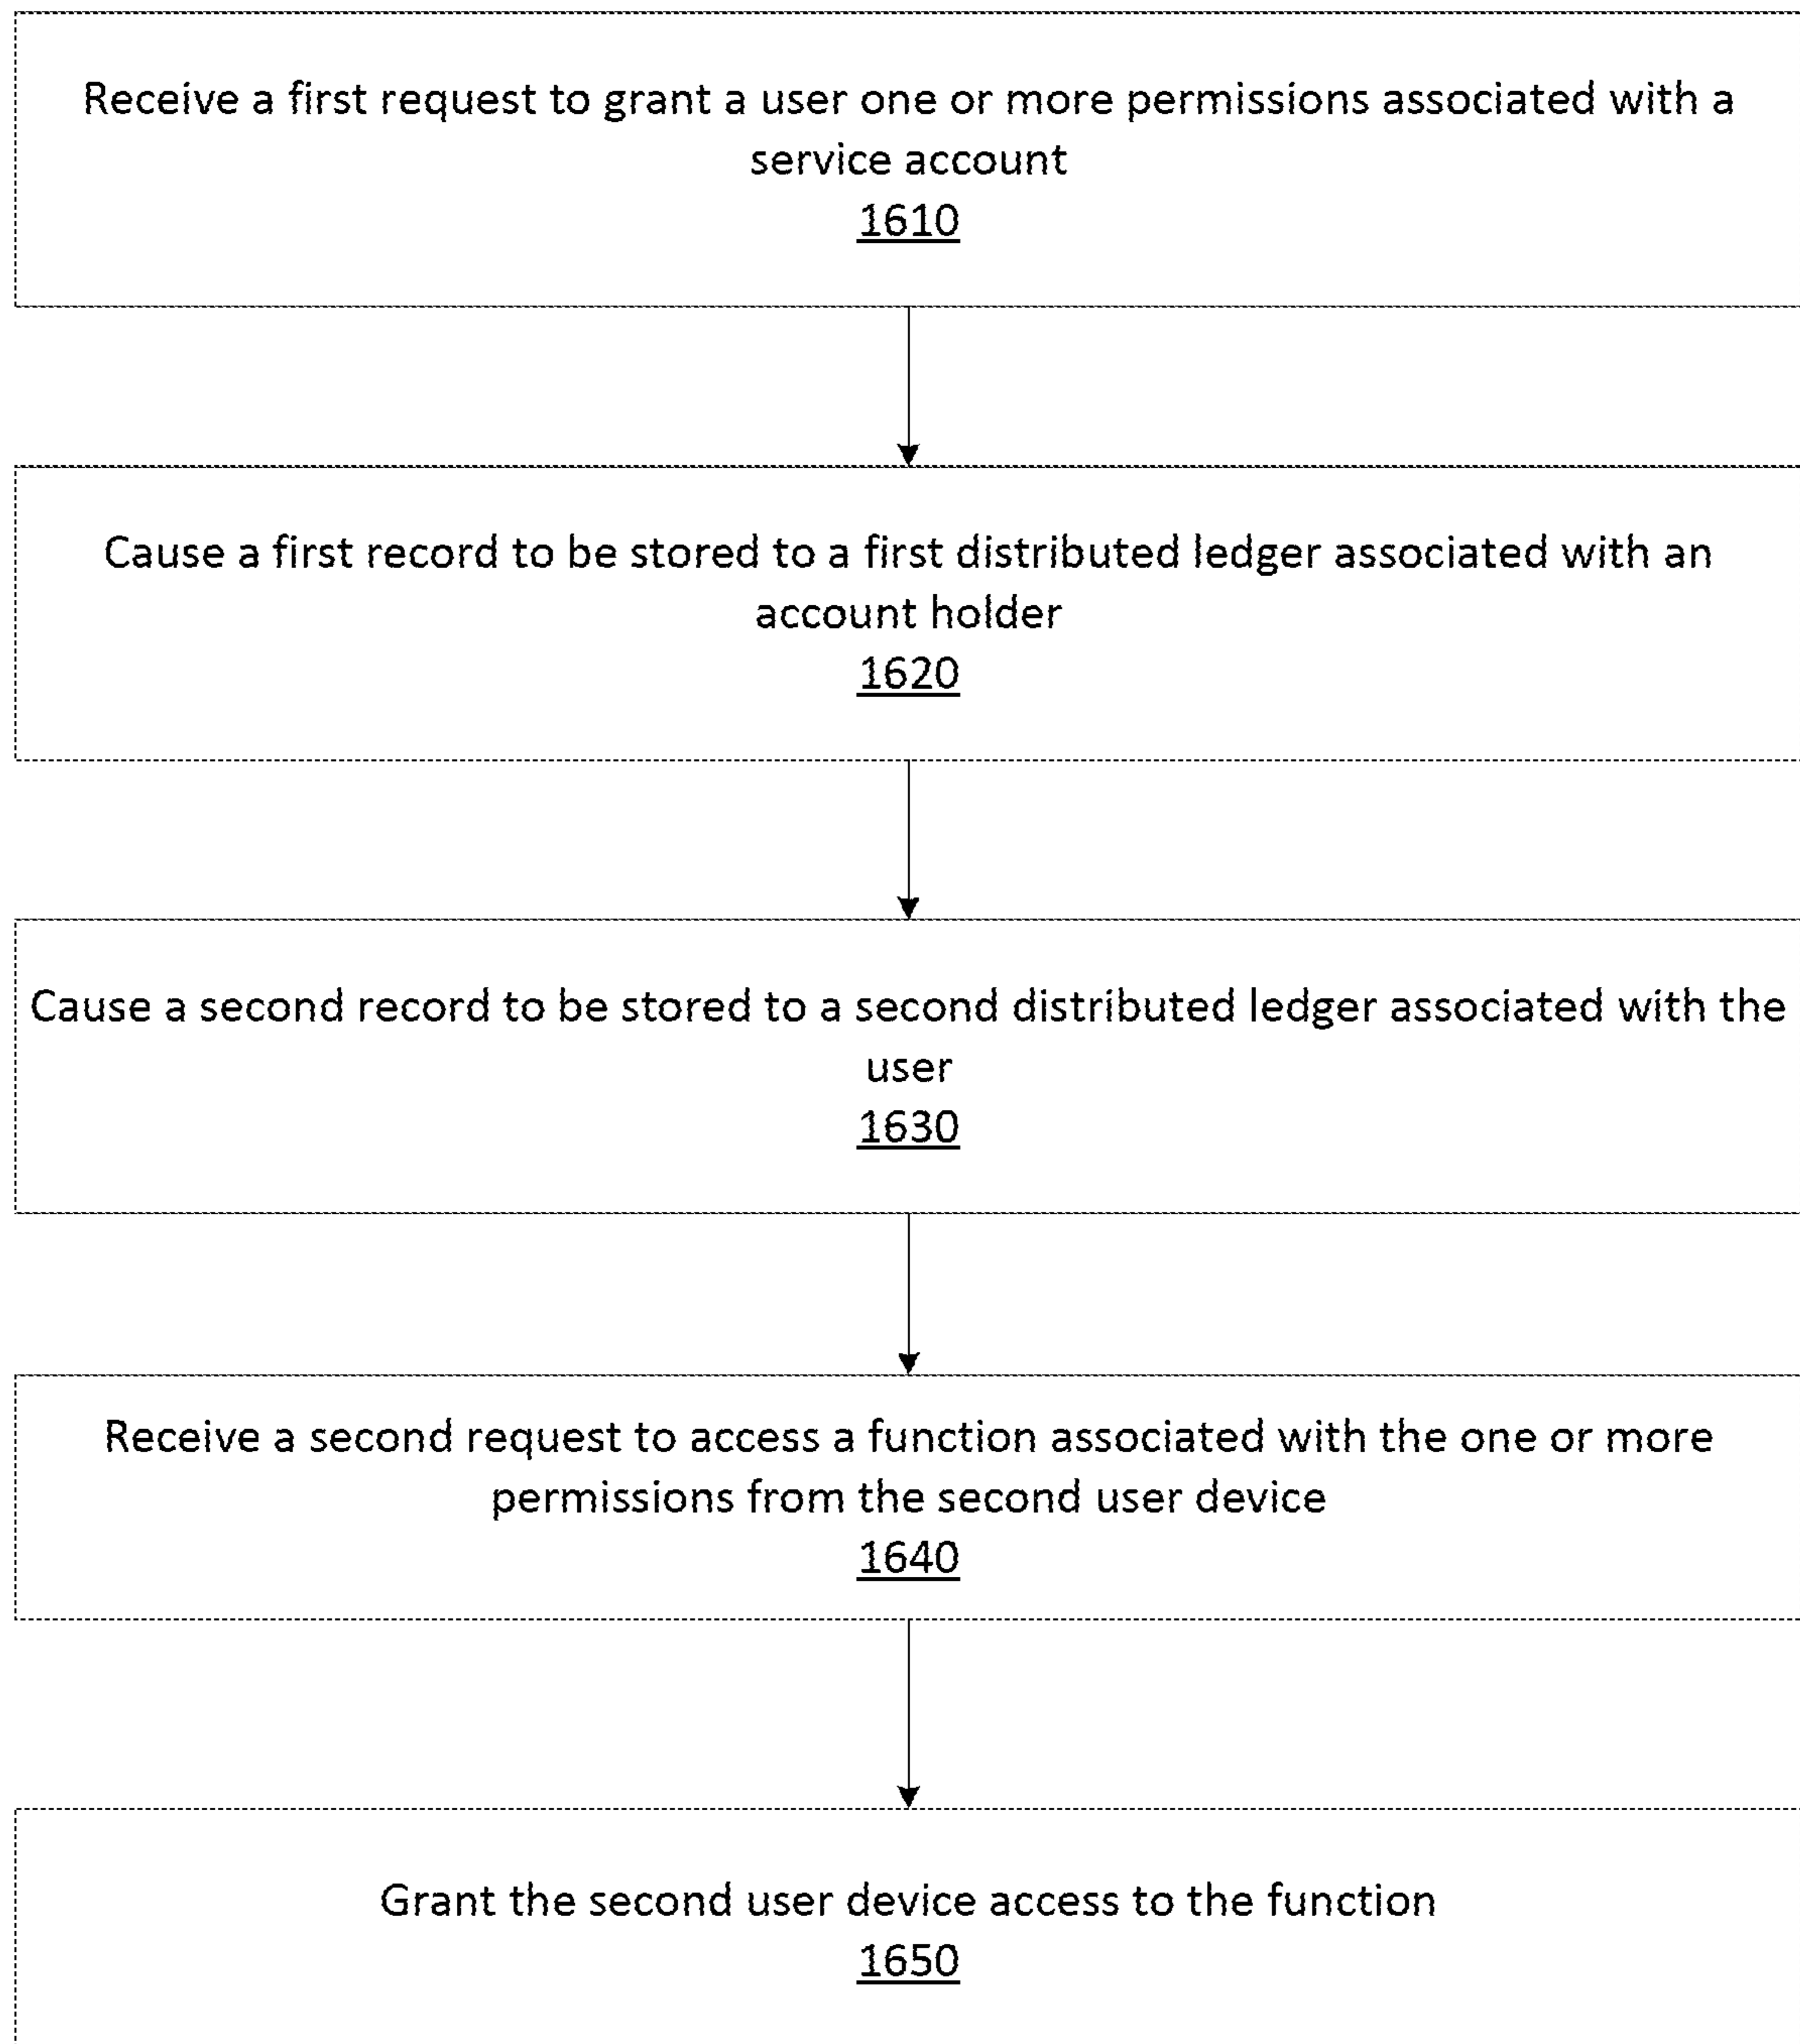 Receive a first request to grant a user one or more permissions associated with a
service account
1610
Cause a first record to be stored to a first distributed ledger associated with an
account holder
1620
Cause a second record to be stored to a second distributed ledger associated with the
user
1630
Receive a second request to access a function associated with the one or more
permissions from the second user device
1640
Grant the second user device access to the function
1650